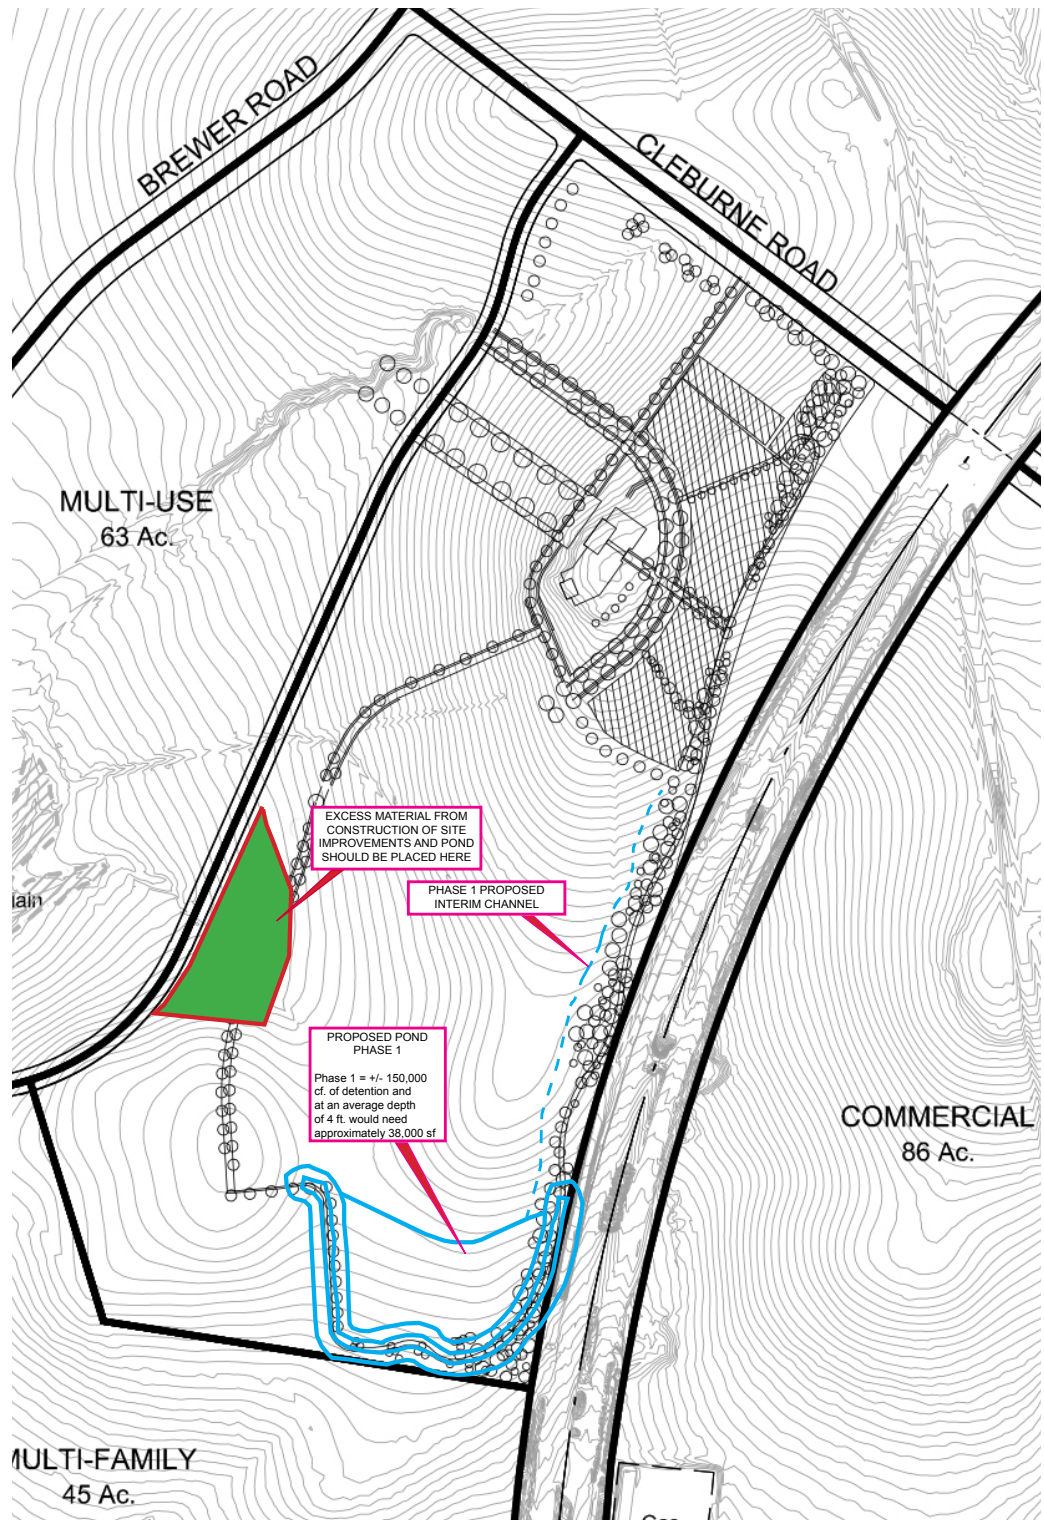 BREWER ROAD
CLEBURNE ROAD
MULTI-USE
63 Ac.
EXCESS MATERIAL FROM
CONSTRUCTION OF SITE
IMPROVEMENTS AND POND
SHOULD BE PLACED HERE
PHASE 1 PROPOSED
INTERIM CHANNEL
lain
PROPOSED POND
PHASE 1
Phase 1 = +/- 150,000
cf. of detention and
at an average depth
of 4 ft. would need
approximately 38,000 sf
COMMERCIAL
86 Ac.
MULTI-FAMILY
45 Ac.